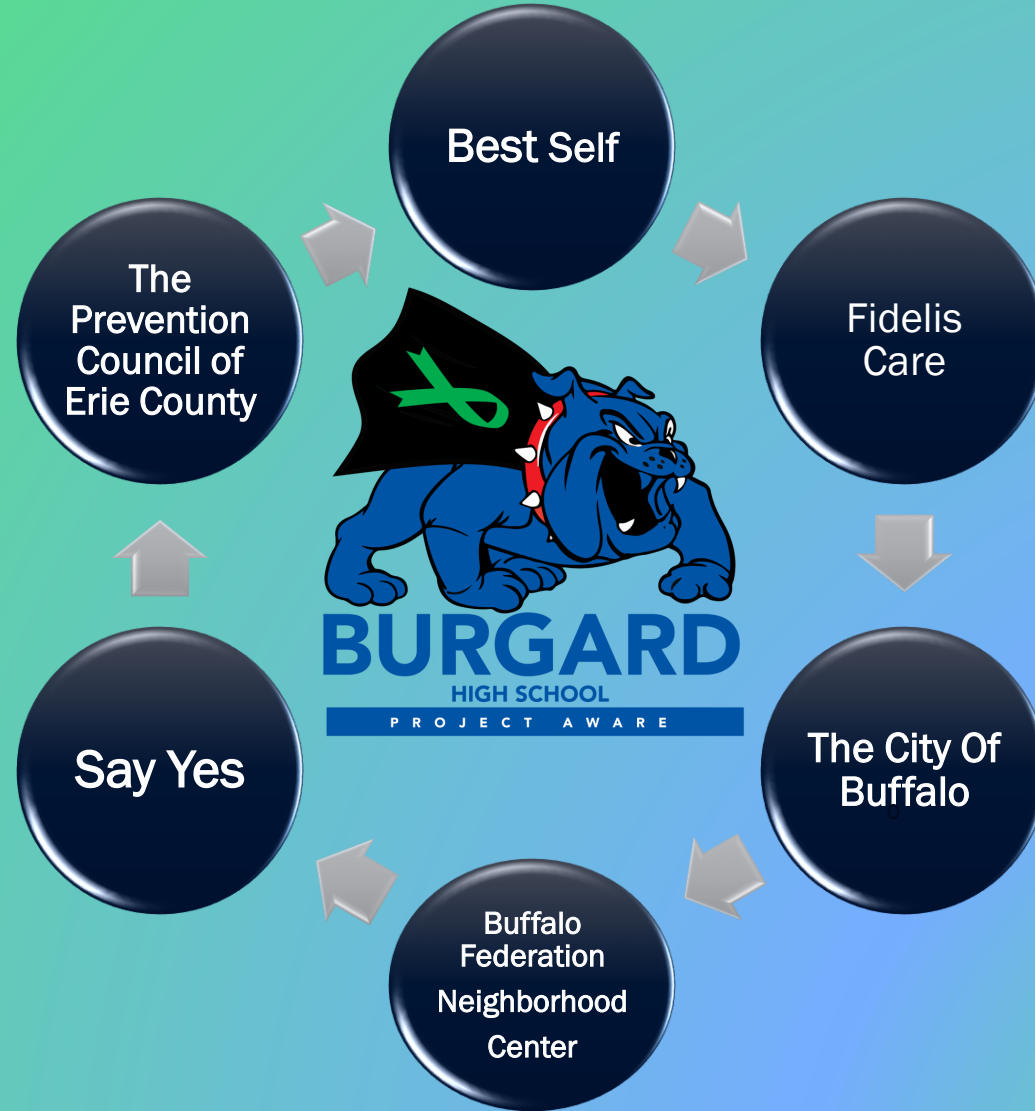 Best Self
Fidelis
Care
The City Of
Buffalo
Buffalo
Federation
Neighborhood
Center
Say Yes
The
Prevention
Council of
Erie County
BURGARD
HIGH SCHOOL
PROJECT AWARE